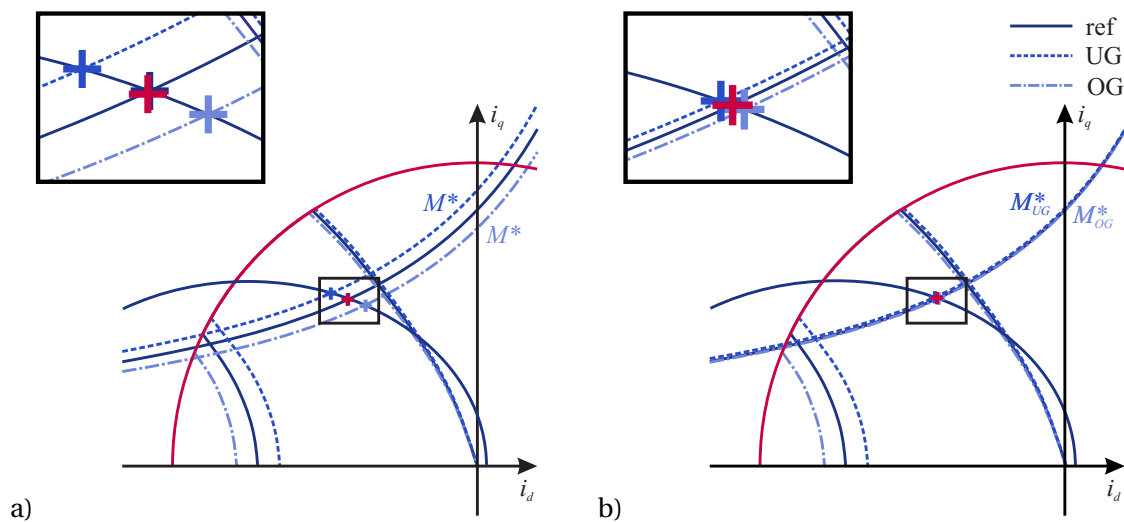 ref
UG
OG
i_q
i_q
M*
M*
M*_UG
M*_OG
i_d
i_d
a)
b)